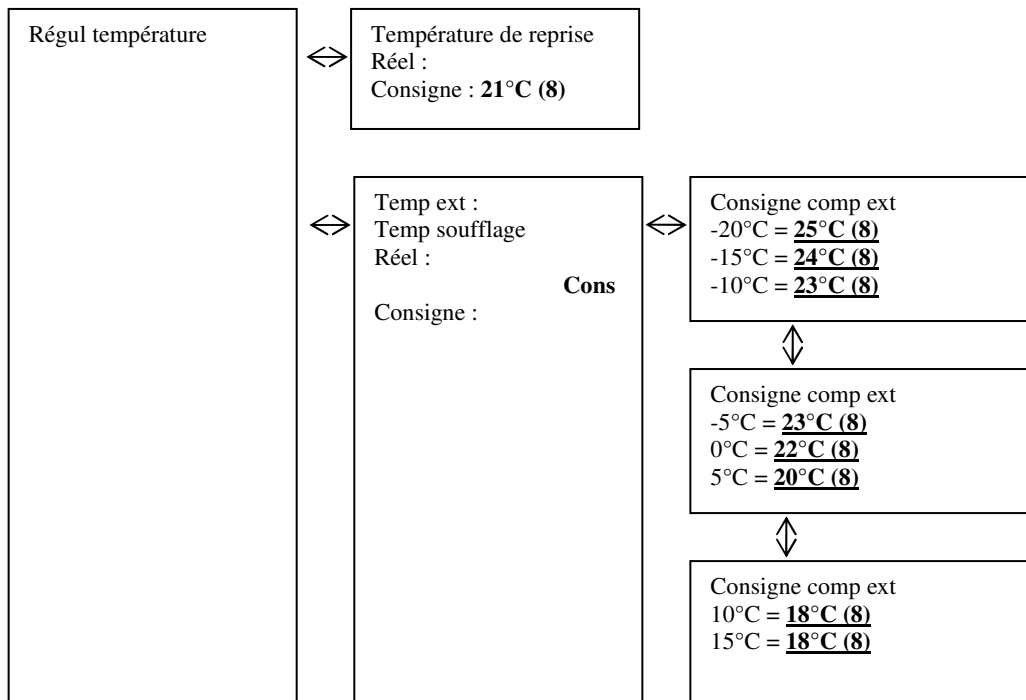 Régul température
Température de reprise
Réel :
Consigne : 21°C (8)
Temp ext :
Temp soufflage
Réel :
Cons
Consigne :
Consigne comp ext
-20°C = 25°C (8)
-15°C = 24°C (8)
-10°C = 23°C (8)
Consigne comp ext
-5°C = 23°C (8)
0°C = 22°C (8)
5°C = 20°C (8)
Consigne comp ext
10°C = 18°C (8)
15°C = 18°C (8)